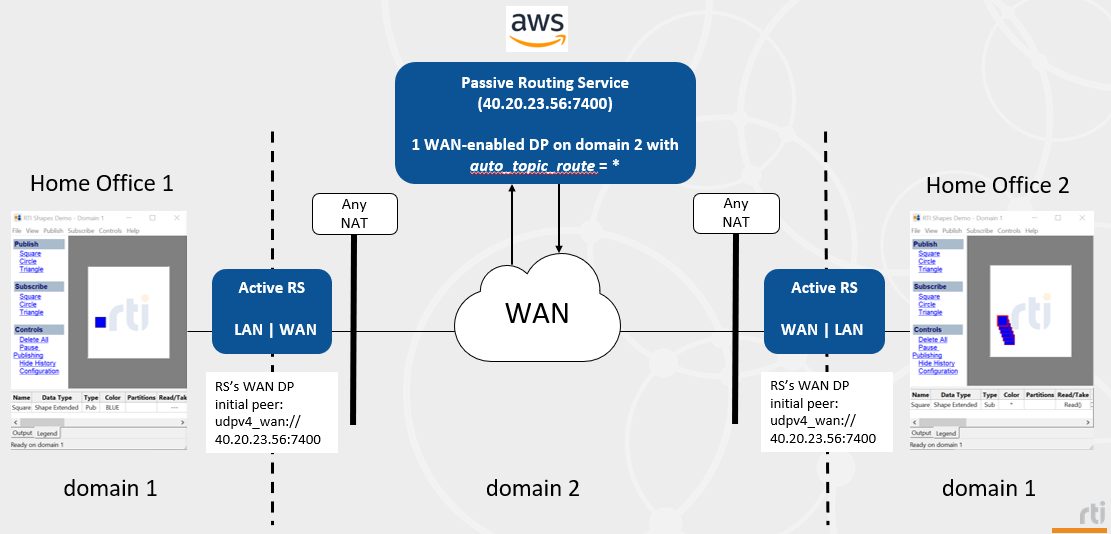 aws
Passive Routing Service
(40.20.23.56:7400)
1 WAN-enabled DP on domain 2 with
auto_topic_route = *
Home Office 1
RTI Shapes Demo - Domain 1
File View Publish Subscribe Controls Help
Publish
Square
Circle
Triangle
Subscribe
Square
Circle
Triangle
Controls
Delete All
Pause
Publishing
Hide History
Configuration
rti
Name Data Type Type Color Partitions Read/Take
Square Shape Extended Pub BLUE ---
Output Legend
Ready on domain 1
domain 1
Active RS
LAN | WAN
RS's WAN DP
initial peer:
udpv4_wan://
40.20.23.56:7400
Any
NAT
WAN
domain 2
Any
NAT
Active RS
WAN | LAN
RS's WAN DP
initial peer:
udpv4_wan://
40.20.23.56:7400
Home Office 2
RTI Shapes Demo - Domain 1
File View Publish Subscribe Controls Help
Publish
Square
Circle
Triangle
Subscribe
Square
Circle
Triangle
Controls
Delete All
Pause
Publishing
Hide History
Configuration
rti
Name Data Type Type Color Partitions Read/Take
Square Shape Extended Sub * Read()
Output Legend
Ready on domain 1
domain 1
rti